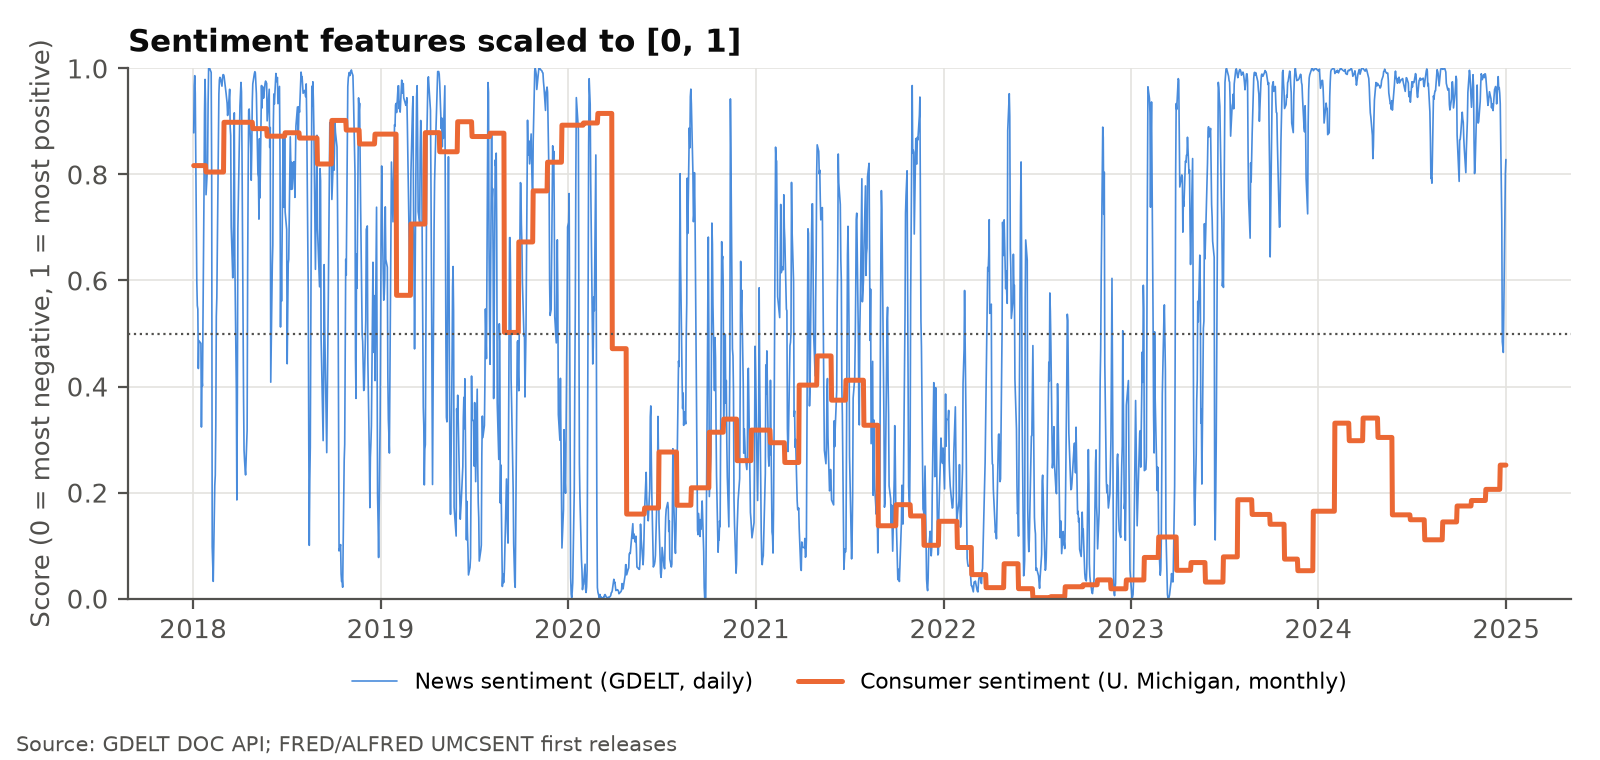 Sentiment features scaled to [0, 1]
Score (0 = most negative, 1 = most positive)
1.0
0.8
0.6
0.4
0.2
0.0
2018 2019 2020 2021 2022 2023 2024 2025
News sentiment (GDELT, daily) Consumer sentiment (U. Michigan, monthly)
Source: GDELT DOC API; FRED/ALFRED UMCSENT first releases